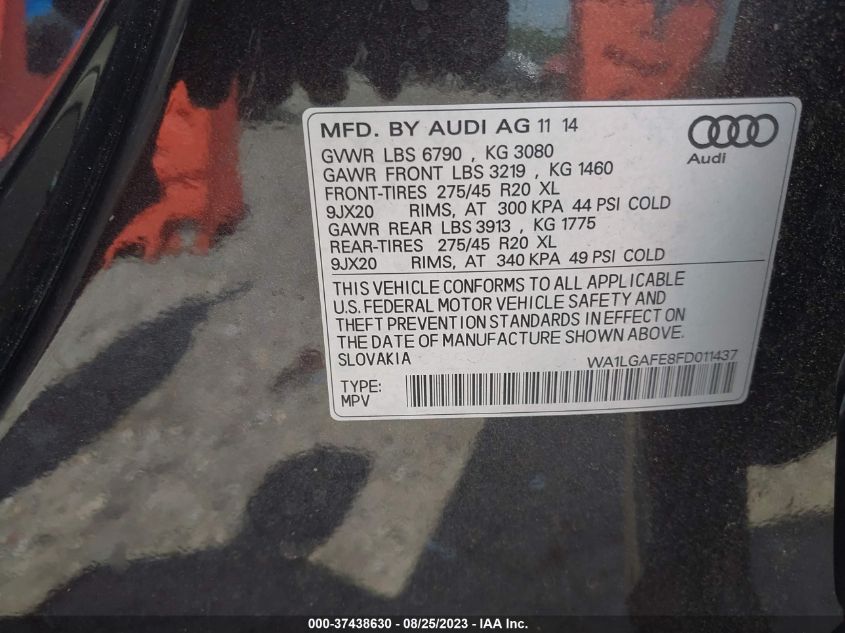 MFD. BY AUDI AG 11 14
Audi
GVWR LBS 6790 , KG 3080
GAWR FRONT LBS 3219 , KG 1460
FRONT-TIRES 275/45 R20 XL
9JX20 RIMS, AT 300 KPA 44 PSI COLD
GAWR REAR LBS 3913 , KG 1775
REAR-TIRES 275/45 R20 XL
9JX20 RIMS, AT 340 KPA 49 PSI COLD
THIS VEHICLE CONFORMS TO ALL APPLICABLE
U.S. FEDERAL MOTOR VEHICLE SAFETY AND
THEFT PREVENTION STANDARDS IN EFFECT ON
THE DATE OF MANUFACTURE SHOWN ABOVE.
SLOVAKIA WA1LGAFE8FD011437
TYPE:
MPV
000-37438630 - 08/25/2023 - IAA Inc.